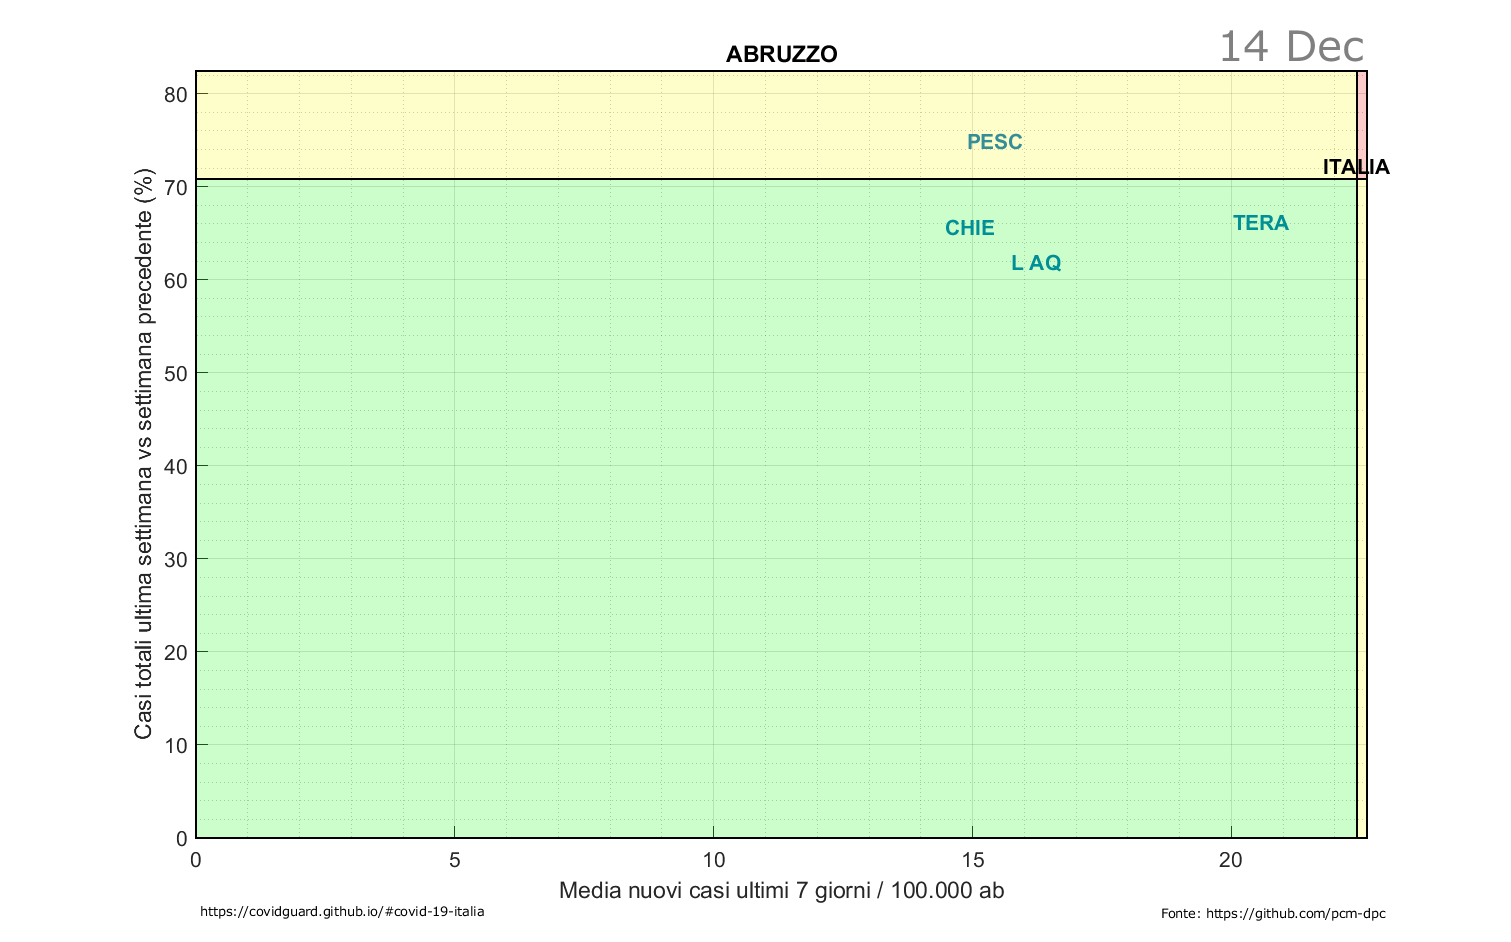 ABRUZZO
14 Dec
Casi totali ultima settimana vs settimana precedente (%)
80
70
60
50
40
30
20
10
0
PESC
ITALIA
CHIE
TERA
L AQ
0 5 10 15 20
Media nuovi casi ultimi 7 giorni / 100.000 ab
https://covidguard.github.io/#covid-19-italia
Fonte: https://github.com/pcm-dpc